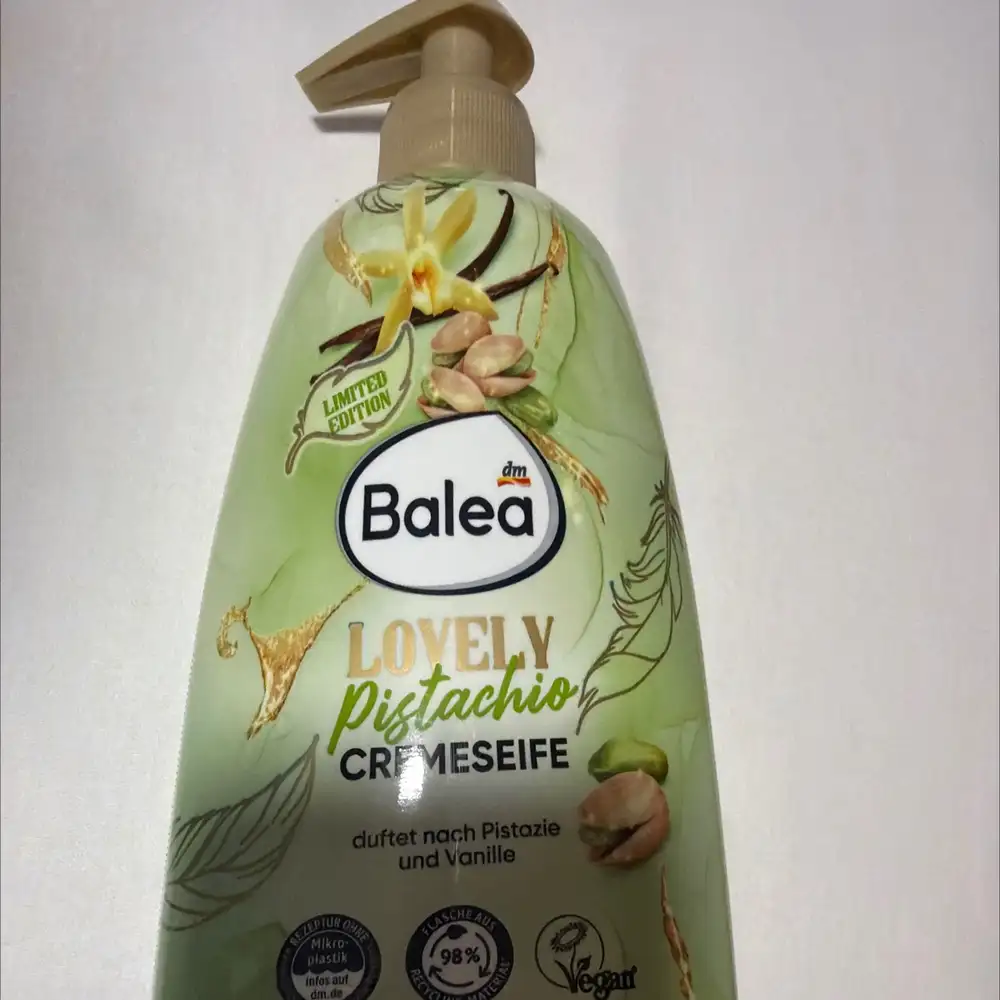 LIMITED
EDITION
dm
Balea
LOVELY
Pistachio
CREMESEIFE
duftet nach Pistazie
und Vanille
REZEPTUR OHNE
Mikro-
plastik
infos auf
dm.de
FLASCHE AUS
98%
RECYCLINGMATERIAL
Vegan